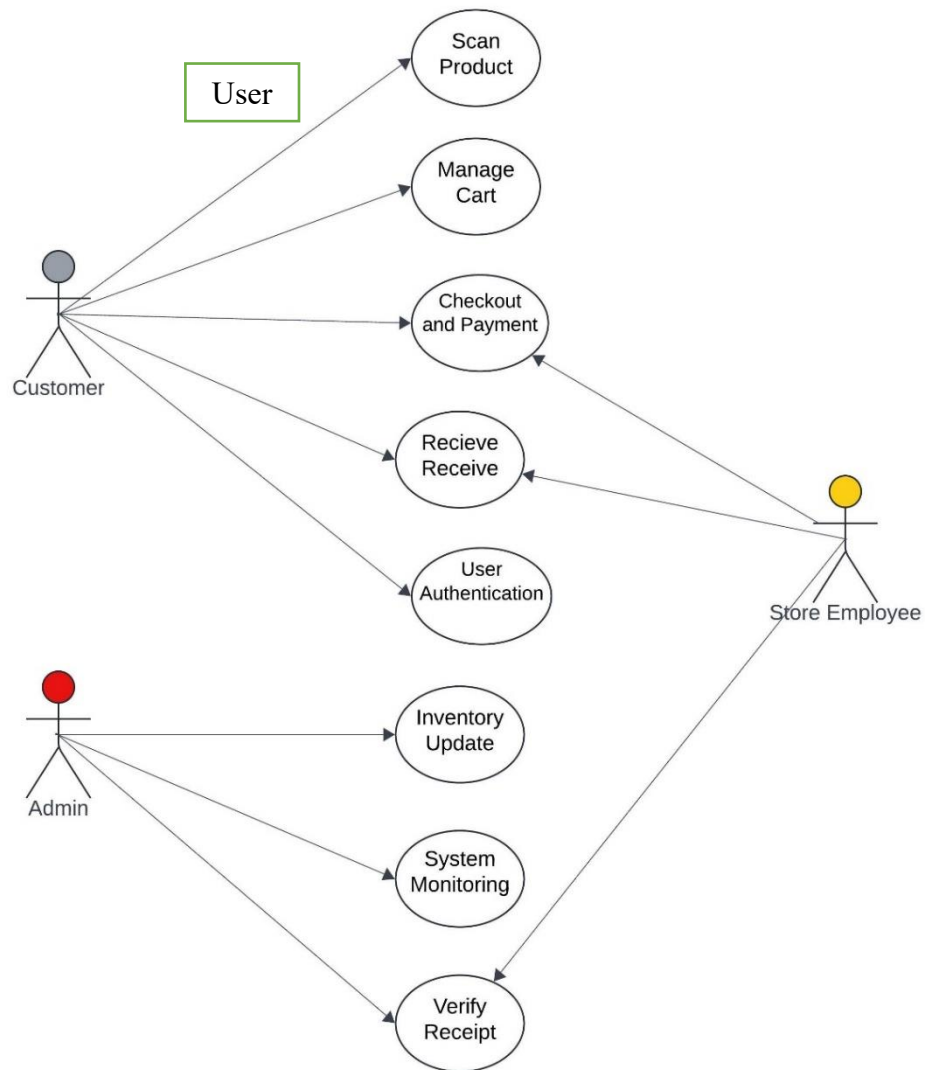 Scan
Product
User
Manage
Cart
Checkout
and Payment
Customer
Recieve
Receive
User
Authentication
Store Employee
Inventory
Update
Admin
System
Monitoring
Verify
Receipt